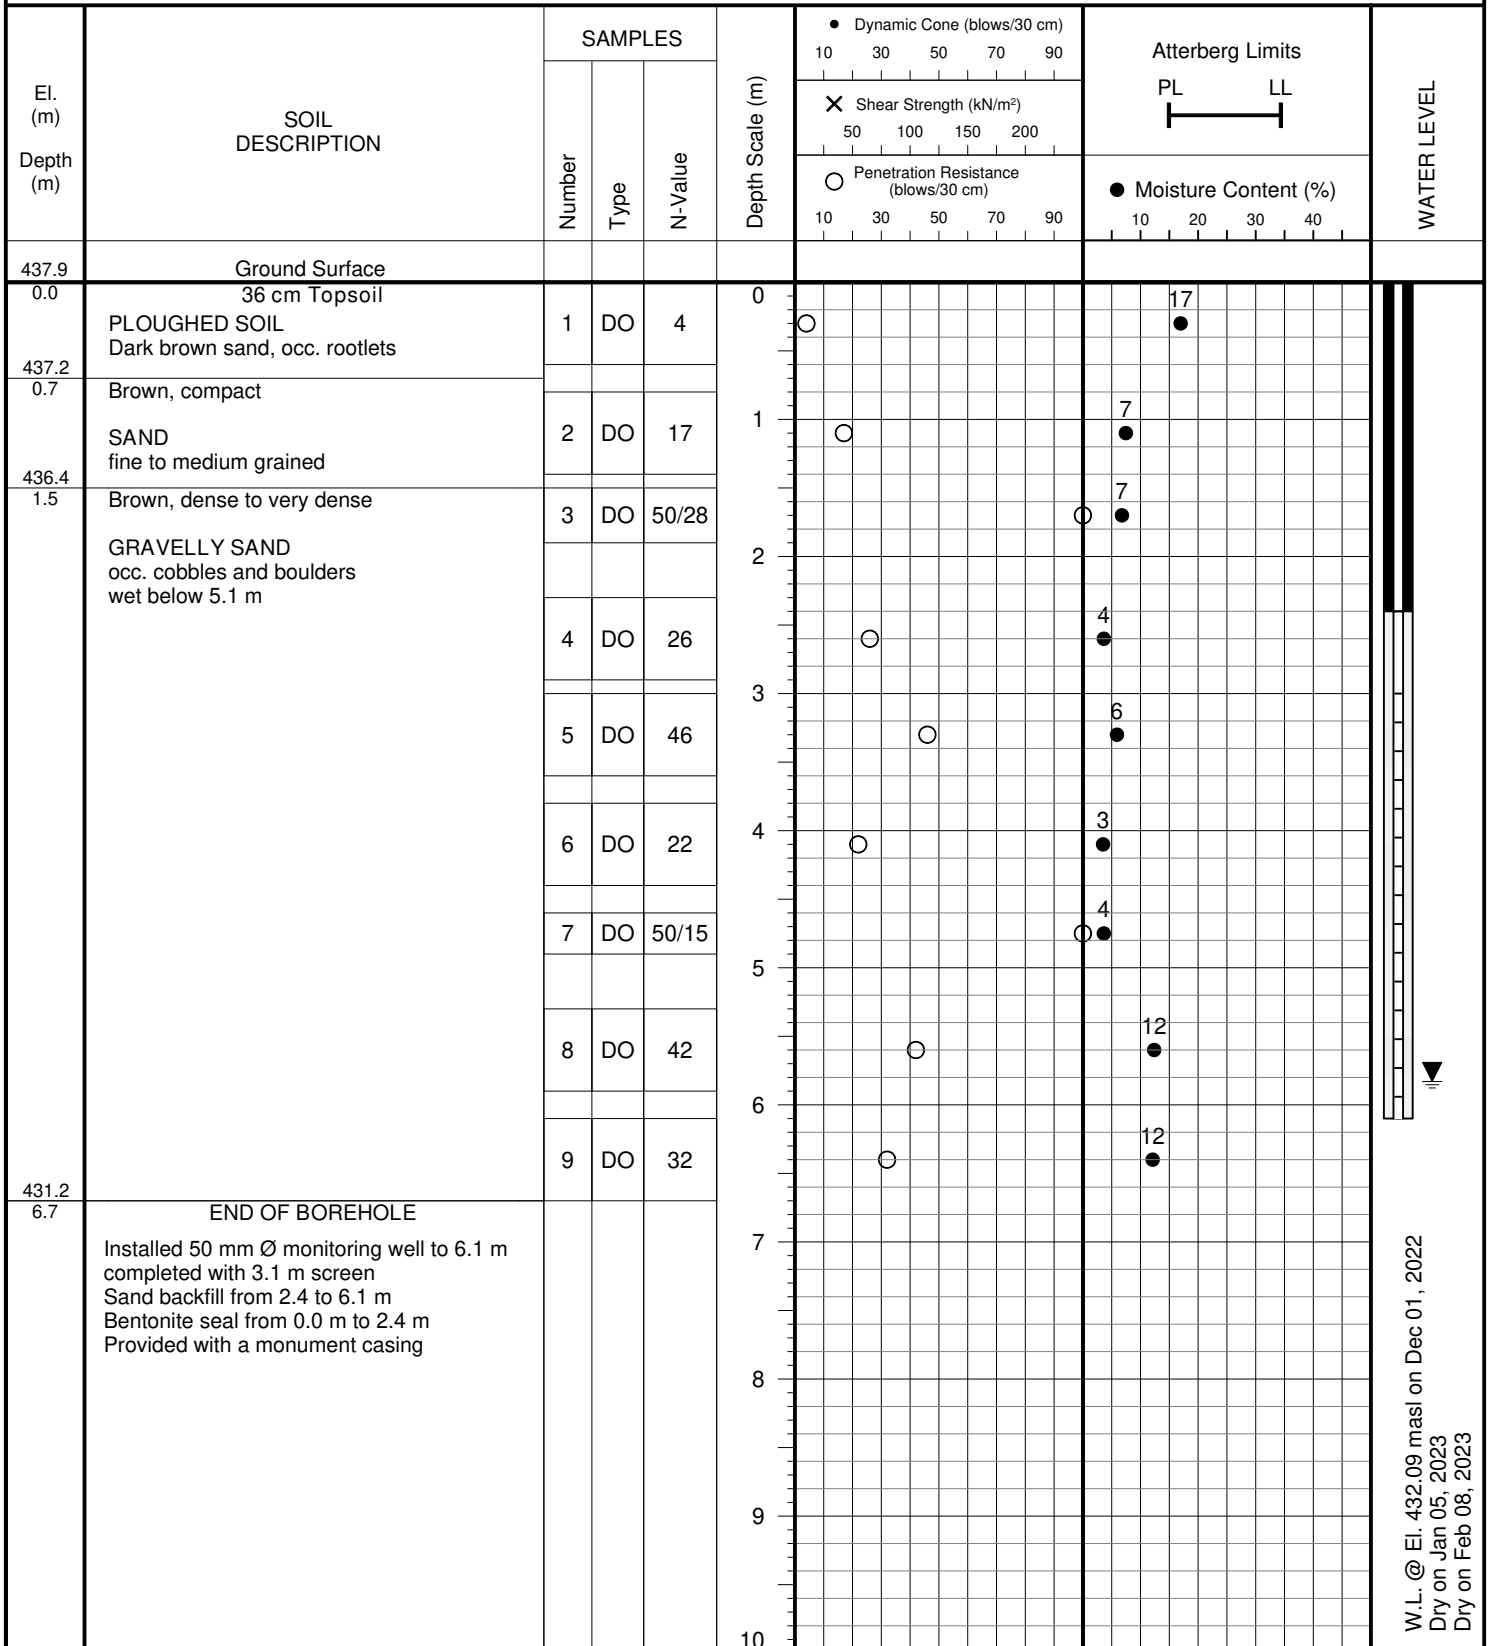 El.
(m)
Depth
(m)
SOIL
DESCRIPTION
SAMPLES
Number
Type
N-Value
Depth Scale (m)
● Dynamic Cone (blows/30 cm)
10 30 50 70 90
✕ Shear Strength (kN/m²)
50 100 150 200
○ Penetration Resistance
(blows/30 cm)
10 30 50 70 90
Atterberg Limits
PL LL
● Moisture Content (%)
10 20 30 40
WATER LEVEL
437.9 Ground Surface
0.0 36 cm Topsoil 0
PLOUGHED SOIL
Dark brown sand, occ. rootlets
1 DO 4 17
437.2
0.7 Brown, compact
SAND
fine to medium grained
1
2 DO 17 7
436.4
1.5 Brown, dense to very dense
3 DO 50/28 7
GRAVELLY SAND
occ. cobbles and boulders
wet below 5.1 m
2
4 DO 26 4
3
5 DO 46 6
4
6 DO 22 3
7 DO 50/15 4
5
8 DO 42 12
6
9 DO 32 12
431.2
6.7 END OF BOREHOLE
Installed 50 mm Ø monitoring well to 6.1 m
completed with 3.1 m screen
Sand backfill from 2.4 to 6.1 m
Bentonite seal from 0.0 m to 2.4 m
Provided with a monument casing
7
8
9
10
W.L. @ El. 432.09 masl on Dec 01, 2022
Dry on Jan 05, 2023
Dry on Feb 08, 2023